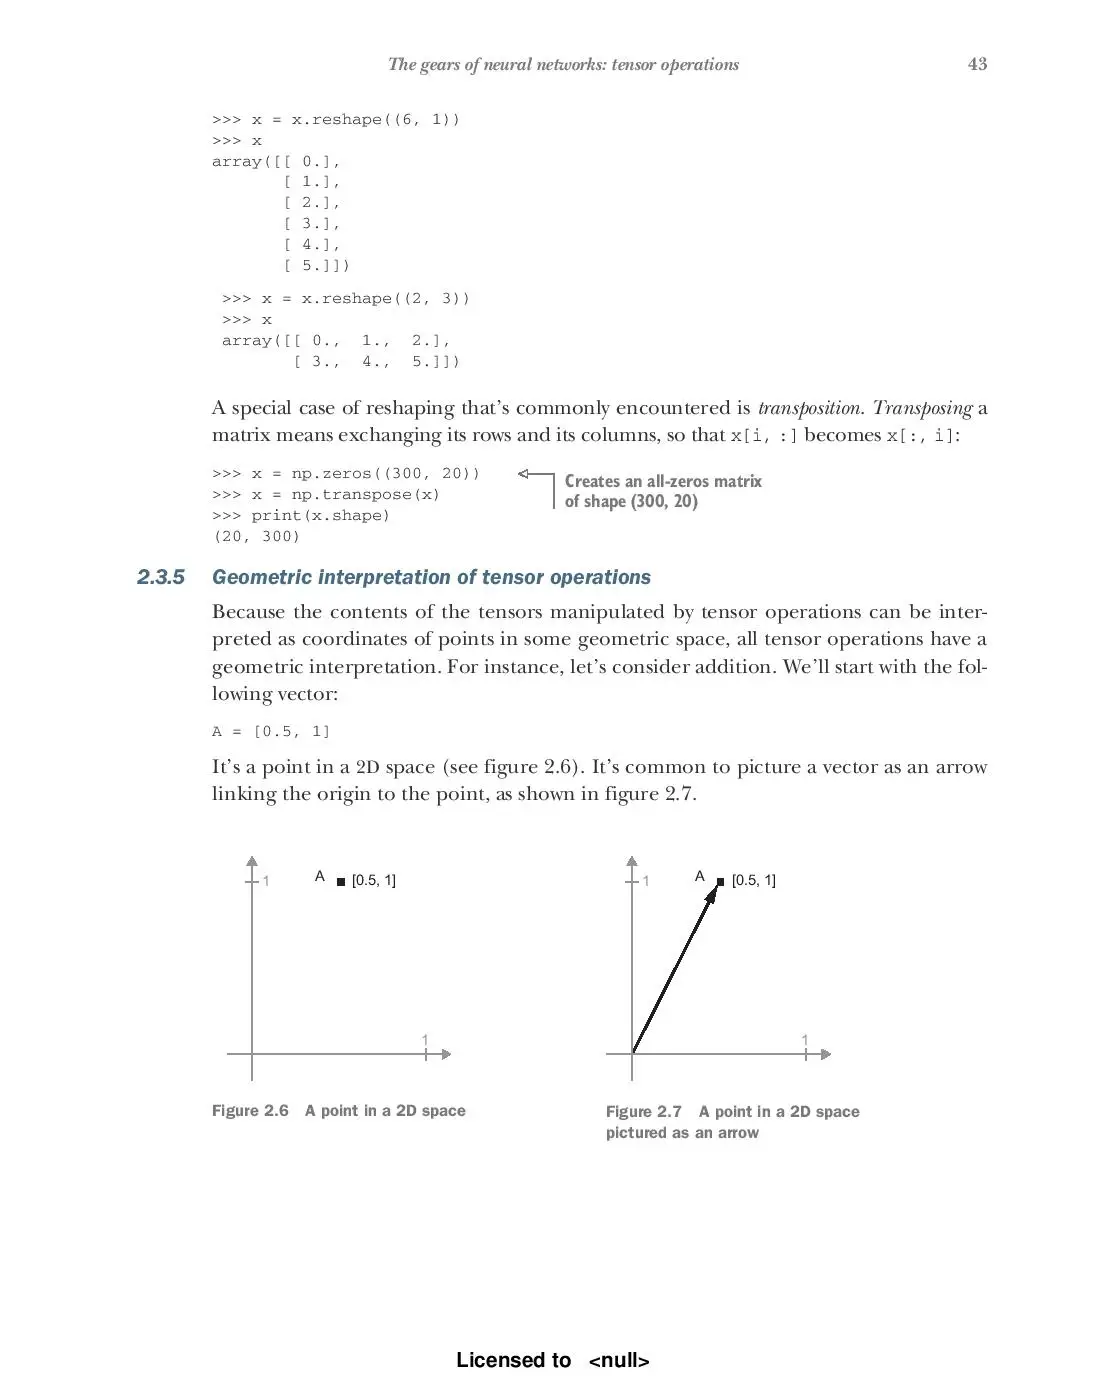 The gears of neural networks: tensor operations 43
>>> x = x.reshape((6, 1))
>>> x
array([[ 0.],
       [ 1.],
       [ 2.],
       [ 3.],
       [ 4.],
       [ 5.]])
>>> x = x.reshape((2, 3))
>>> x
array([[ 0.,  1.,  2.],
       [ 3.,  4.,  5.]])
A special case of reshaping that's commonly encountered is transposition. Transposing a
matrix means exchanging its rows and its columns, so that x[i, :] becomes x[:, i]:
>>> x = np.zeros((300, 20))
>>> x = np.transpose(x)
>>> print(x.shape)
(20, 300)
Creates an all-zeros matrix
of shape (300, 20)
2.3.5 Geometric interpretation of tensor operations
Because the contents of the tensors manipulated by tensor operations can be inter-
preted as coordinates of points in some geometric space, all tensor operations have a
geometric interpretation. For instance, let's consider addition. We'll start with the fol-
lowing vector:
A = [0.5, 1]
It's a point in a 2D space (see figure 2.6). It's common to picture a vector as an arrow
linking the origin to the point, as shown in figure 2.7.
1
A [0.5, 1]
1
Figure 2.6 A point in a 2D space
1
A [0.5, 1]
1
Figure 2.7 A point in a 2D space
pictured as an arrow
Licensed to <null>